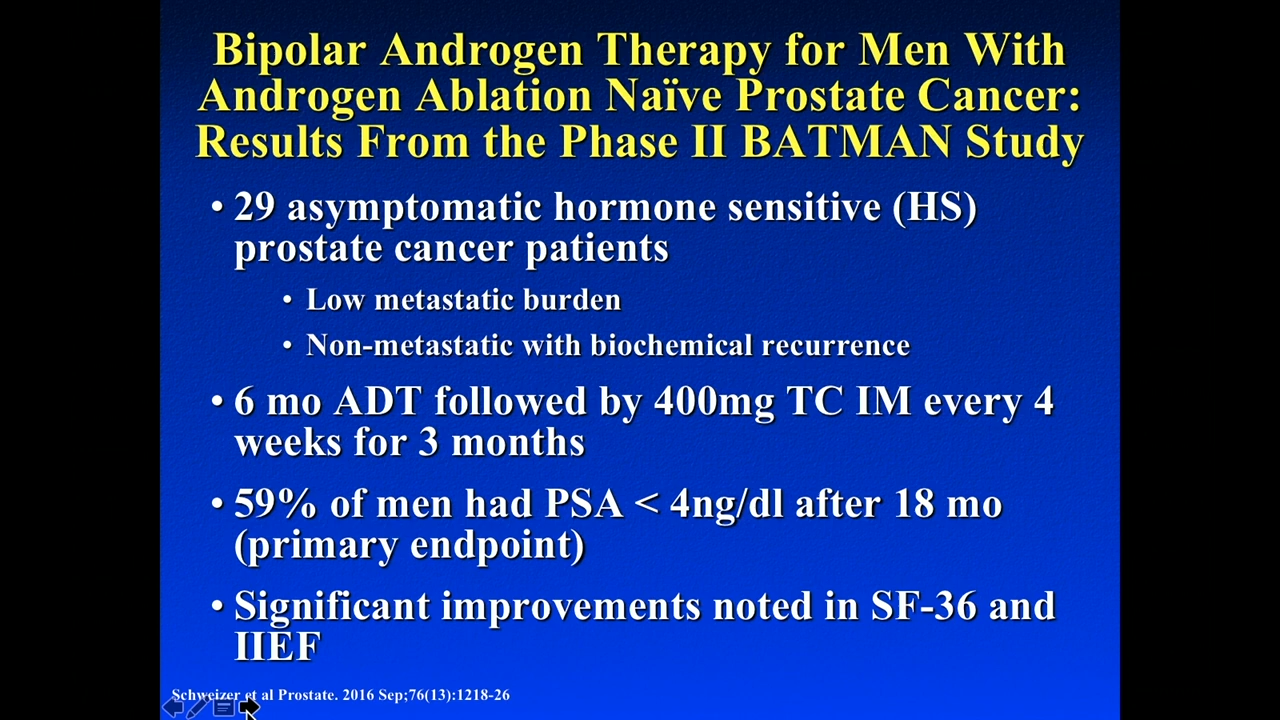 Bipolar Androgen Therapy for Men With
Androgen Ablation Naïve Prostate Cancer:
Results From the Phase II BATMAN Study
• 29 asymptomatic hormone sensitive (HS)
prostate cancer patients
• Low metastatic burden
• Non-metastatic with biochemical recurrence
• 6 mo ADT followed by 400mg TC IM every 4
weeks for 3 months
• 59% of men had PSA < 4ng/dl after 18 mo
(primary endpoint)
• Significant improvements noted in SF-36 and
IIEF
Schweizer et al Prostate. 2016 Sep;76(13):1218-26